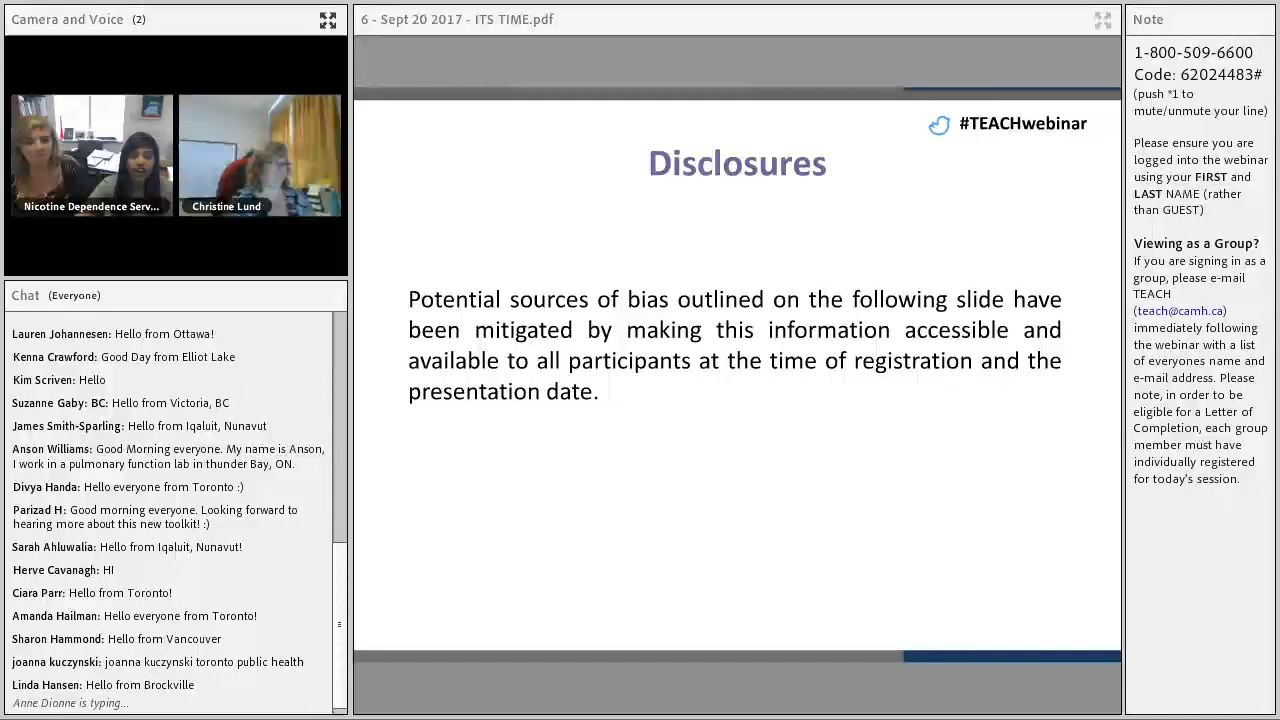 Camera and Voice (2)
Nicotine Dependence Serv...
Christine Lund
Chat (Everyone)
Lauren Johannesen: Hello from Ottawa!
Kenna Crawford: Good Day from Elliot Lake
Kim Scriven: Hello
Suzanne Gaby: BC: Hello from Victoria, BC
James Smith-Sparling: Hello from Iqaluit, Nunavut
Anson Williams: Good Morning everyone. My name is Anson,
I work in a pulmonary function lab in thunder Bay, ON.
Divya Handa: Hello everyone from Toronto :)
Parizad H: Good morning everyone. Looking forward to
hearing more about this new toolkit! :)
Sarah Ahluwalia: Hello from Iqaluit, Nunavut!
Herve Cavanagh: HI
Ciara Parr: Hello from Toronto!
Amanda Hailman: Hello everyone from Toronto!
Sharon Hammond: Hello from Vancouver
joanna kuczynski: joanna kuczynski toronto public health
Linda Hansen: Hello from Brockville
Anne Dionne is typing...
6 - Sept 20 2017 - ITS TIME.pdf
#TEACHwebinar
Disclosures
Potential sources of bias outlined on the following slide have
been mitigated by making this information accessible and
available to all participants at the time of registration and the
presentation date.
Note
1-800-509-6600
Code: 62024483#
(push *1 to
mute/unmute your line)
Please ensure you are
logged into the webinar
using your FIRST and
LAST NAME (rather
than GUEST)
Viewing as a Group?
If you are signing in as a
group, please e-mail
TEACH
(teach@camh.ca)
immediately following
the webinar with a list
of everyones name and
e-mail address. Please
note, in order to be
eligible for a Letter of
Completion, each group
member must have
individually registered
for today's session.